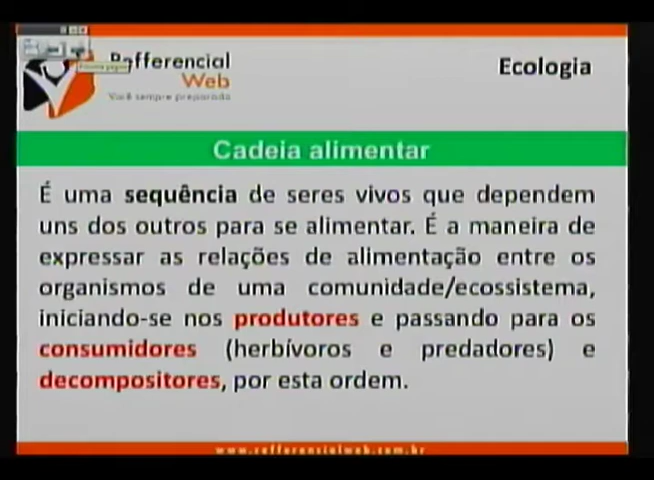 Refferencial
Web
Você sempre preparado
Ecologia
Cadeia alimentar
É uma sequência de seres vivos que dependem
uns dos outros para se alimentar. É a maneira de
expressar as relações de alimentação entre os
organismos de uma comunidade/ecossistema,
iniciando-se nos produtores e passando para os
consumidores (herbívoros e predadores) e
decompositores, por esta ordem.
www.refferencialweb.com.br